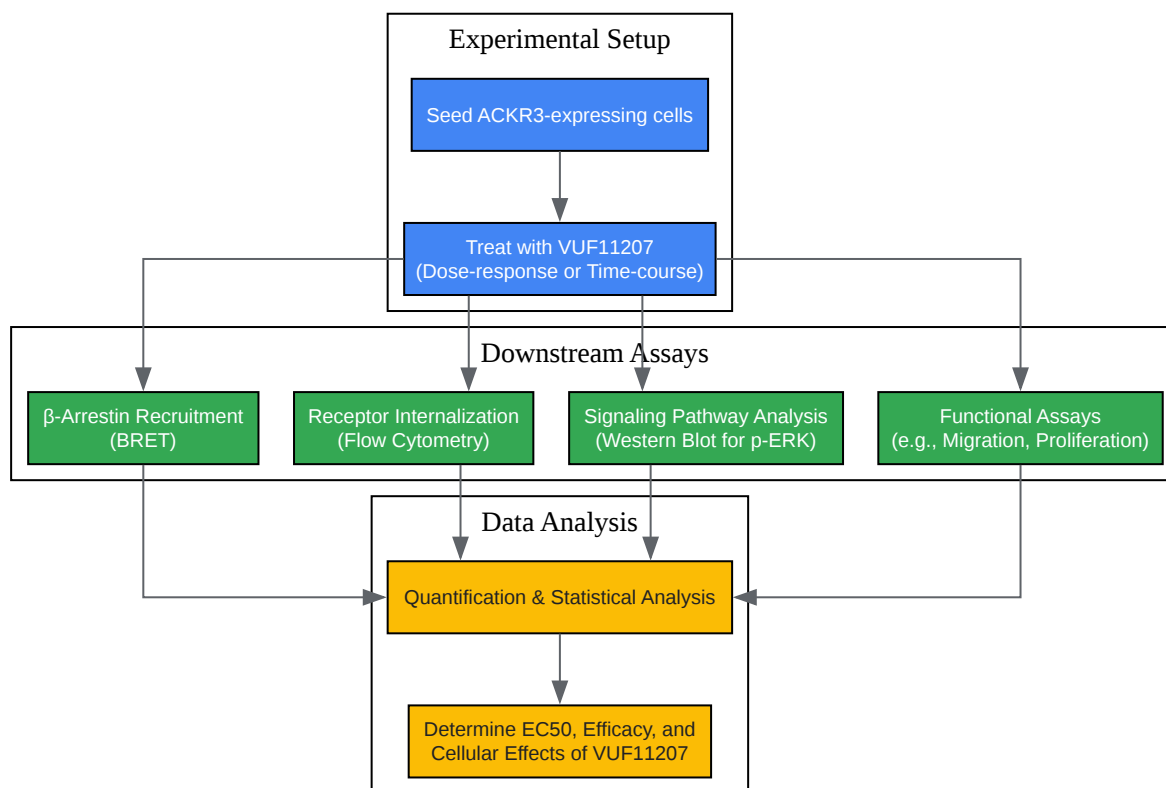 Experimental Setup
Seed ACKR3-expressing cells
Treat with VUF11207
(Dose-response or Time-course)
Downstream Assays
β-Arrestin Recruitment
(BRET)
Receptor Internalization
(Flow Cytometry)
Signaling Pathway Analysis
(Western Blot for p-ERK)
Functional Assays
(e.g., Migration, Proliferation)
Data Analysis
Quantification & Statistical Analysis
Determine EC50, Efficacy, and
Cellular Effects of VUF11207